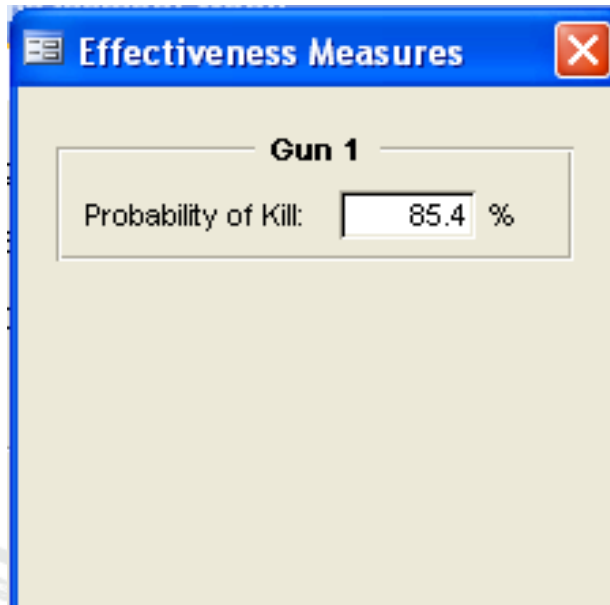 Effectiveness Measures
Gun 1
Probability of Kill: 85.4 %